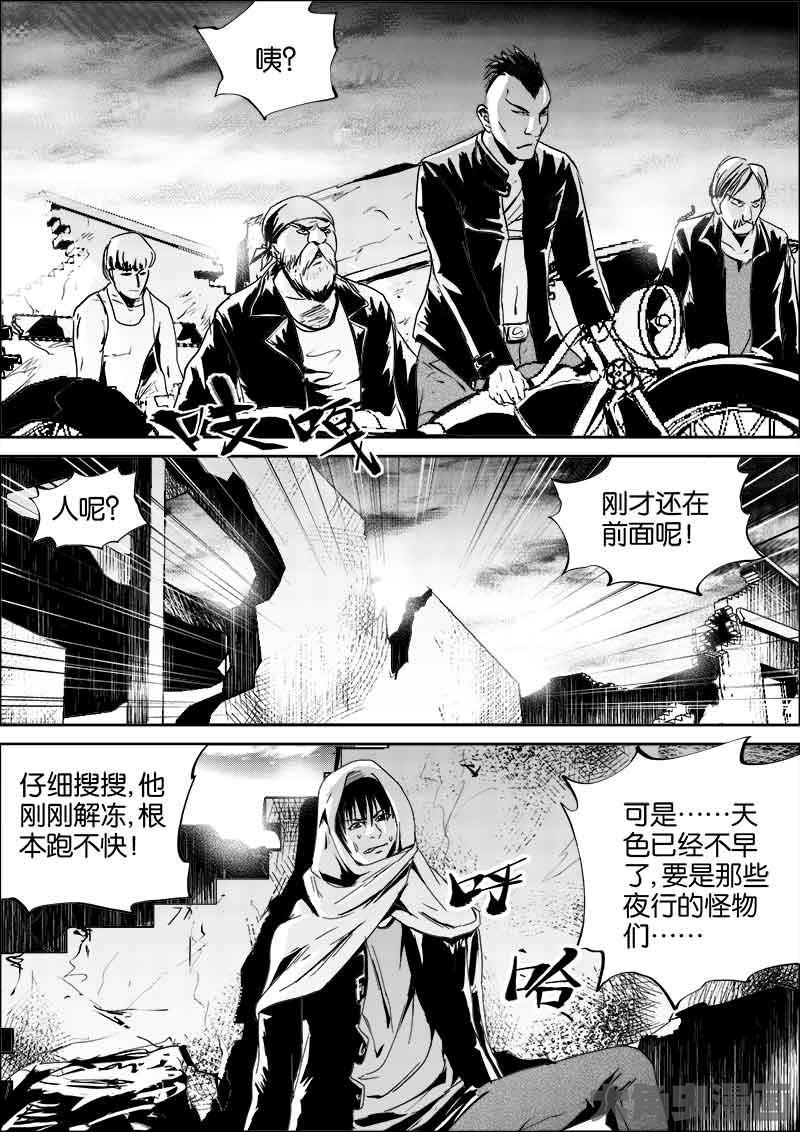 咦?
吱嘎
人呢?
刚才还在
前面呢!
仔细搜搜,他
刚刚解冻,根
本跑不快!
呼
哈
可是……天
色已经不早
了,要是那些
夜行的怪物
们……